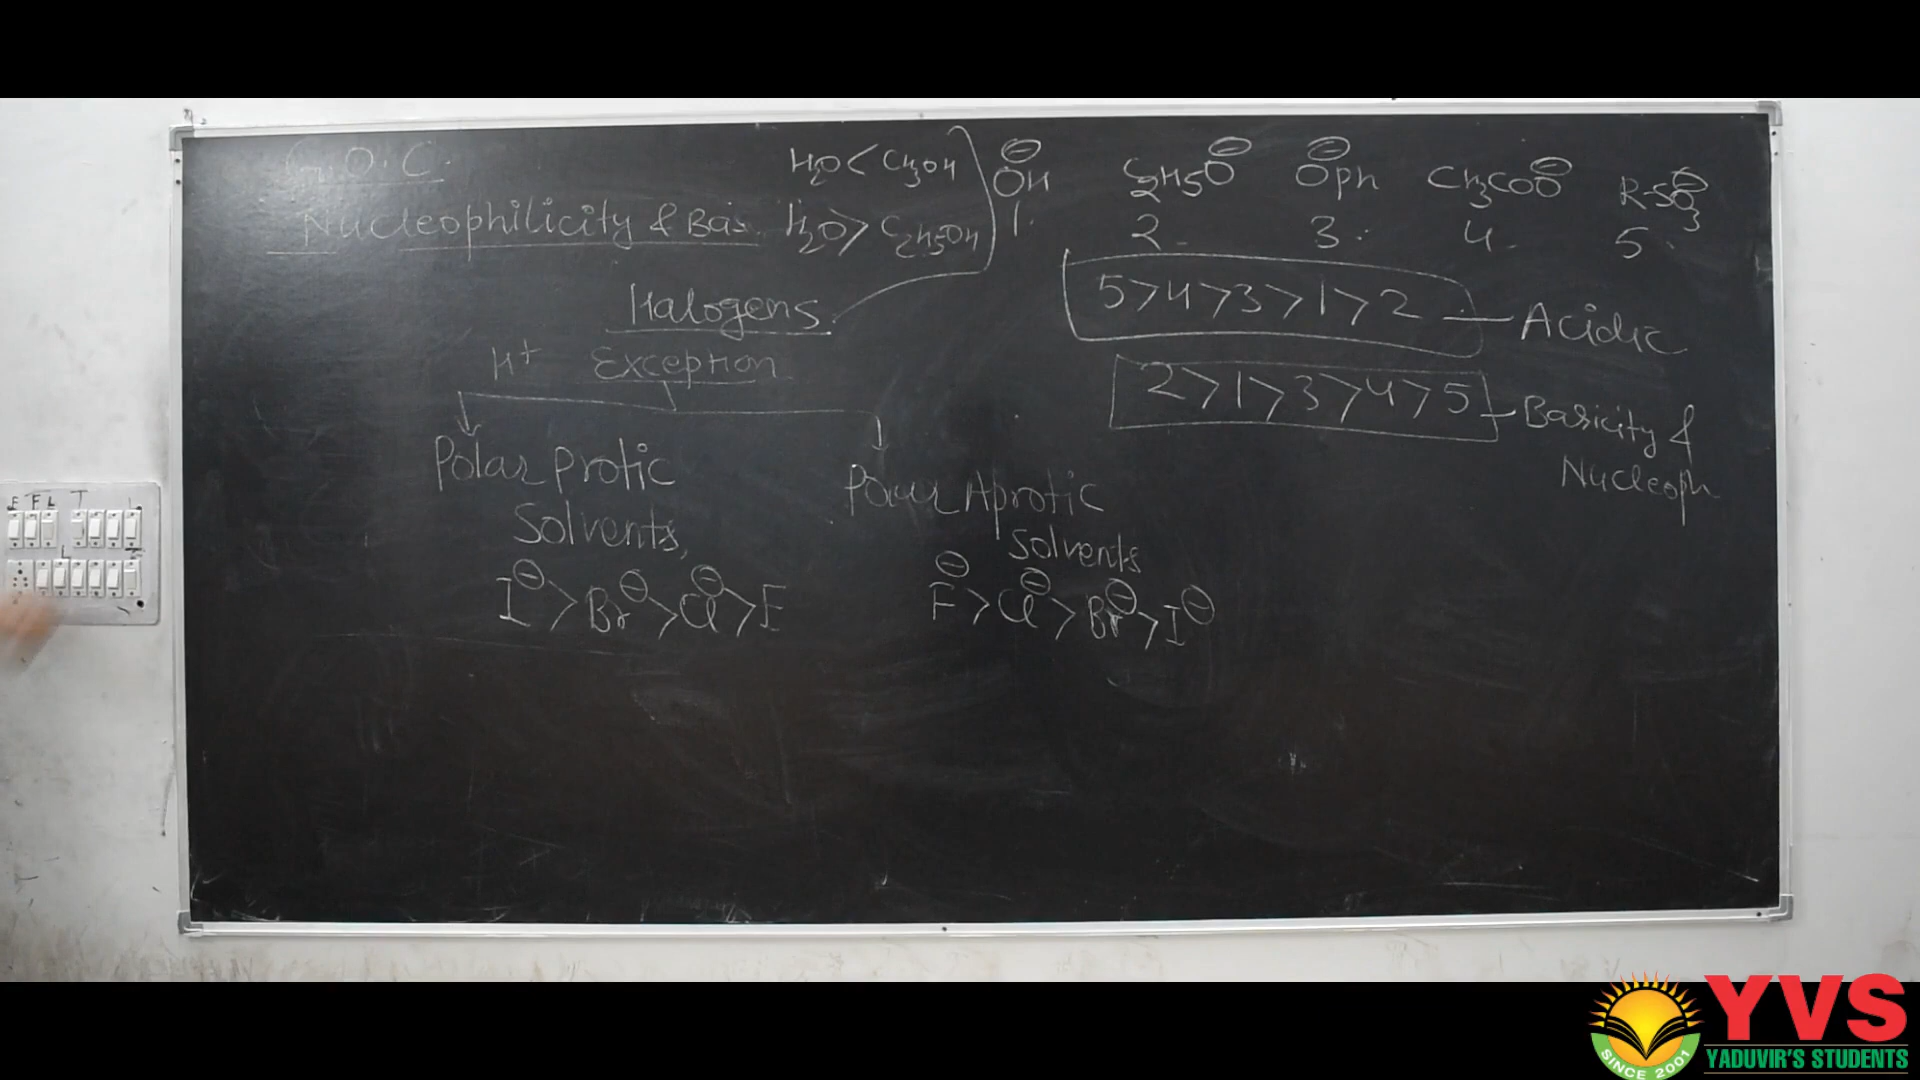 G.O.C.
Nucleophilicity & Bas.
H2O < CH3OH
H2O > C2H5OH
Halogens
H+ Exception
Polar protic
Solvents,
I⊖ > Br⊖ > Cl⊖ > F
Polar Aprotic
Solvents
F⊖ > Cl⊖ > Br⊖ > I⊖
⊖OH C2H5O⊖ ⊖Oph CH3COO⊖ R-SO3⊖
1. 2. 3. 4. 5.
5>4>3>1>2 — Acidic
2>1>3>4>5 - Basicity &
Nucleoph
E F L T
YVS
YADUVIR'S STUDENTS
SINCE 2001